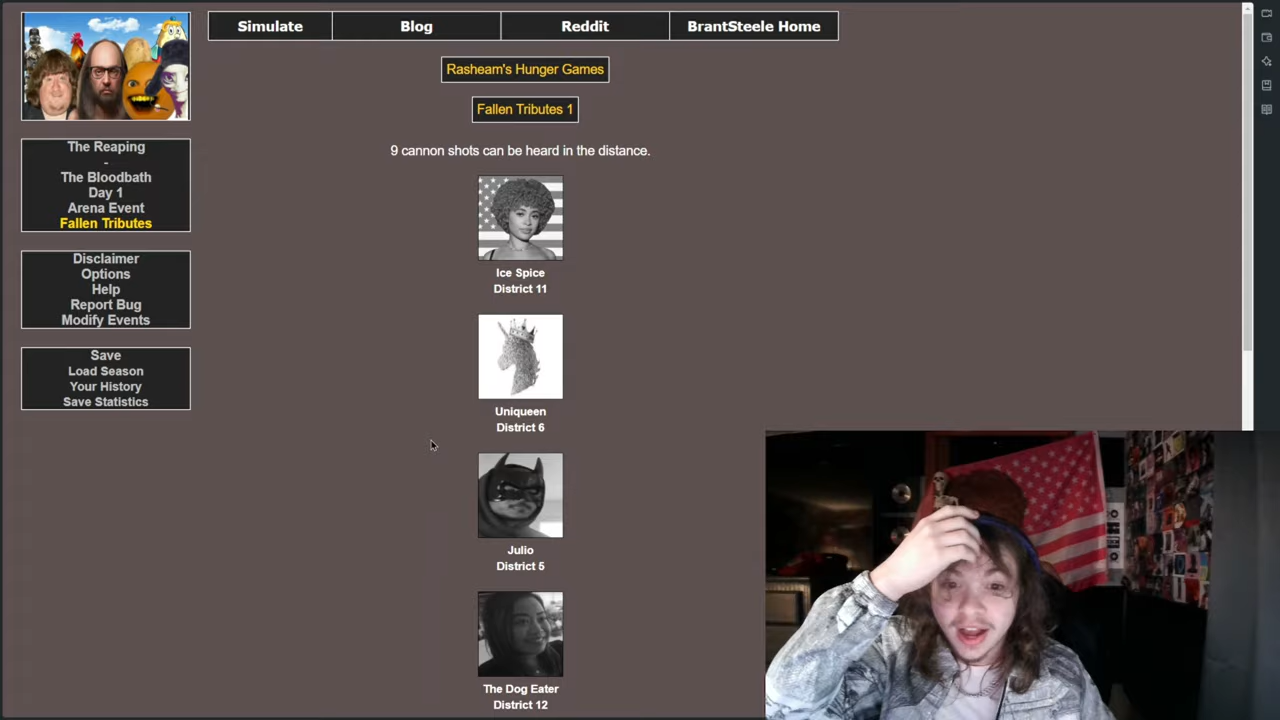 Simulate
Blog
Reddit
BrantSteele Home
Rasheam's Hunger Games
Fallen Tributes 1
The Reaping
-
The Bloodbath
Day 1
Arena Event
Fallen Tributes
Disclaimer
Options
Help
Report Bug
Modify Events
Save
Load Season
Your History
Save Statistics
9 cannon shots can be heard in the distance.
Ice Spice
District 11
Uniqueen
District 6
Julio
District 5
The Dog Eater
District 12